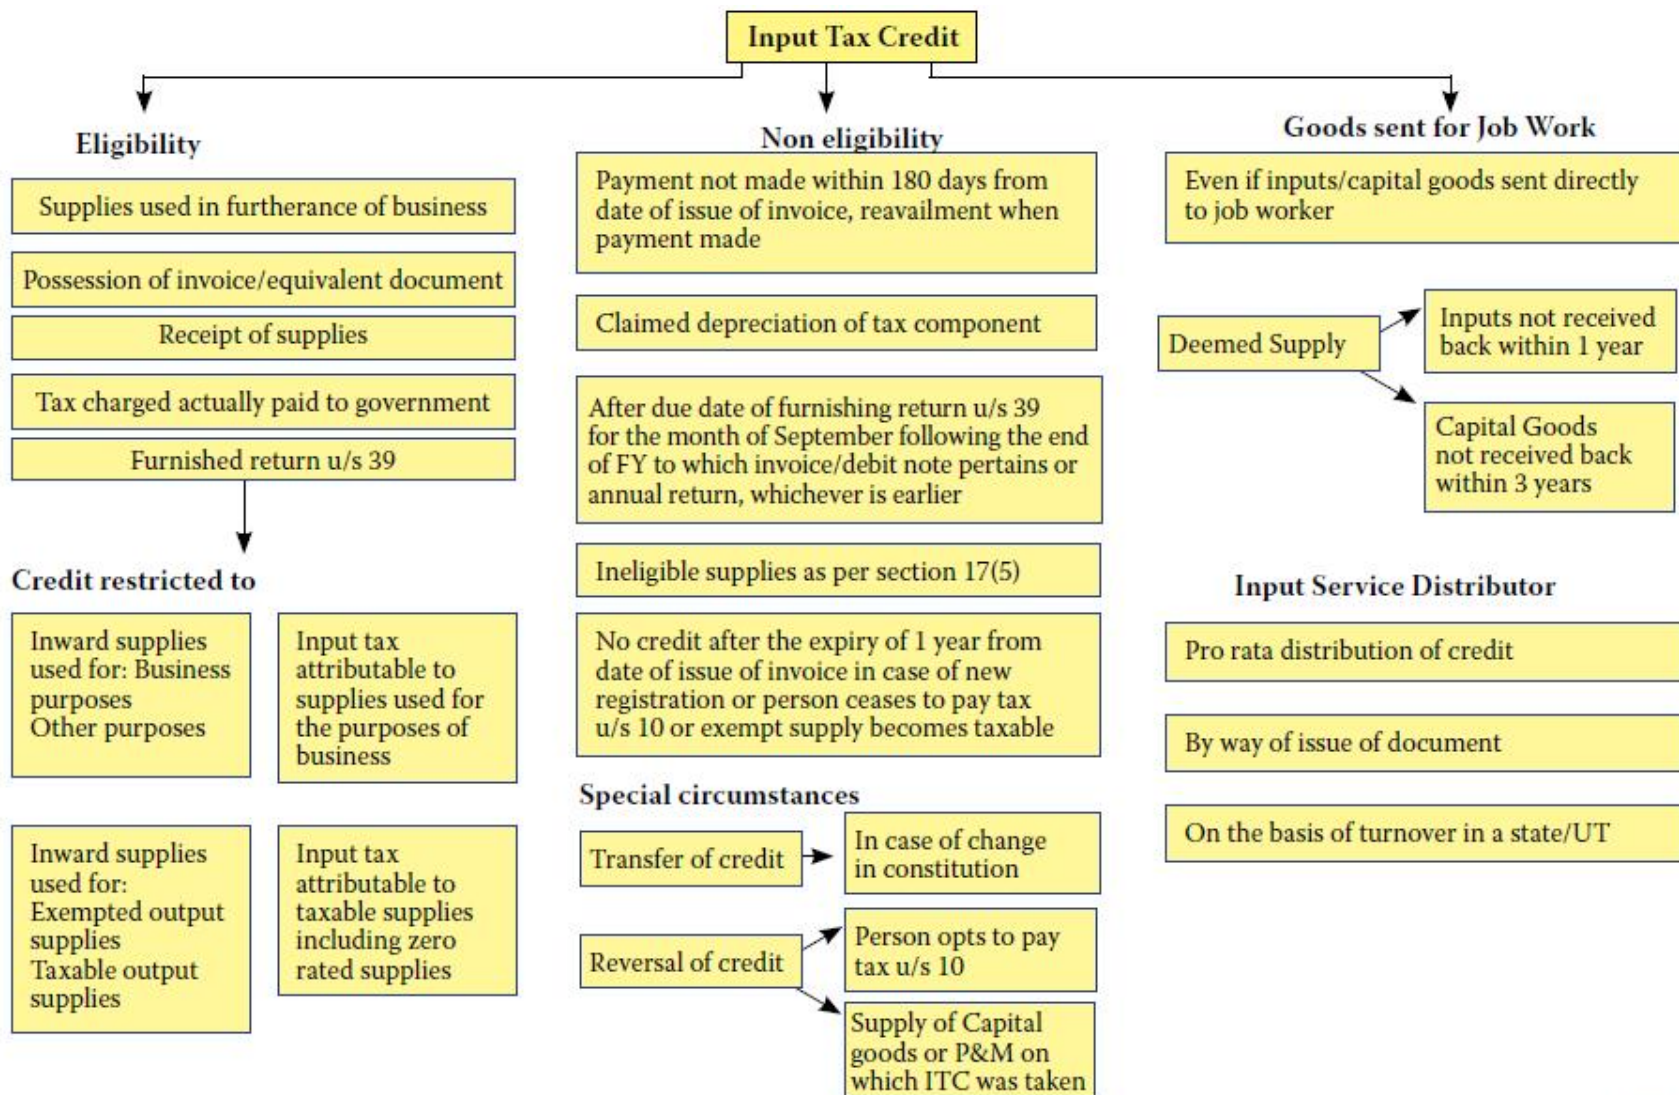 Input Tax Credit
Eligibility
Supplies used in furtherance of business
Possession of invoice/equivalent document
Receipt of supplies
Tax charged actually paid to government
Furnished return u/s 39
Credit restricted to
Inward supplies
used for: Business
purposes
Other purposes
Input tax
attributable to
supplies used for
the purposes of
business
Inward supplies
used for:
Exempted output
supplies
Taxable output
supplies
Input tax
attributable to
taxable supplies
including zero
rated supplies
Non eligibility
Payment not made within 180 days from
date of issue of invoice, reavailment when
payment made
Claimed depreciation of tax component
After due date of furnishing return u/s 39
for the month of September following the end
of FY to which invoice/debit note pertains or
annual return, whichever is earlier
Ineligible supplies as per section 17(5)
No credit after the expiry of 1 year from
date of issue of invoice in case of new
registration or person ceases to pay tax
u/s 10 or exempt supply becomes taxable
Special circumstances
Transfer of credit
In case of change
in constitution
Reversal of credit
Person opts to pay
tax u/s 10
Supply of Capital
goods or P&M on
which ITC was taken
Goods sent for Job Work
Even if inputs/capital goods sent directly
to job worker
Deemed Supply
Inputs not received
back within 1 year
Capital Goods
not received back
within 3 years
Input Service Distributor
Pro rata distribution of credit
By way of issue of document
On the basis of turnover in a state/UT